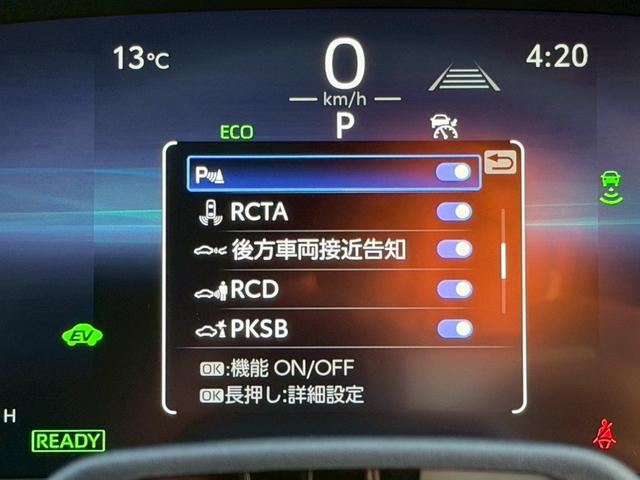 13°C
0
4:20
km/h
ECO
P
P
RCTA
後方車両接近告知
RCD
PKSB
EV
OK:機能 ON/OFF
OK長押し:詳細設定
H
READY